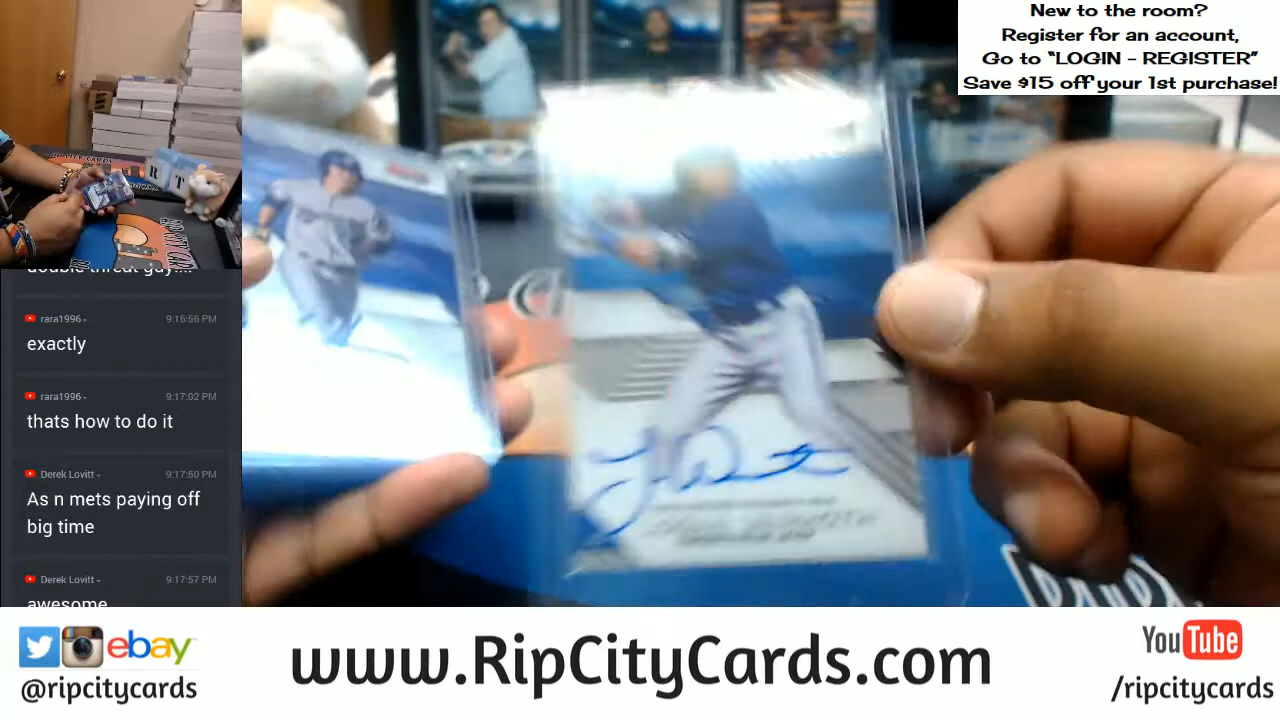 New to the room?
Register for an account,
Go to “LOGIN – REGISTER”
Save $15 off your 1st purchase!
double threat guy....
rara1996
9:16:56 PM
exactly
rara1996
9:17:02 PM
thats how to do it
Derek Lovitt
9:17:50 PM
As n mets paying off
big time
Derek Lovitt
9:17:57 PM
awesome
ebay
@ripcitycards
www.RipCityCards.com
YouTube
/ripcitycards